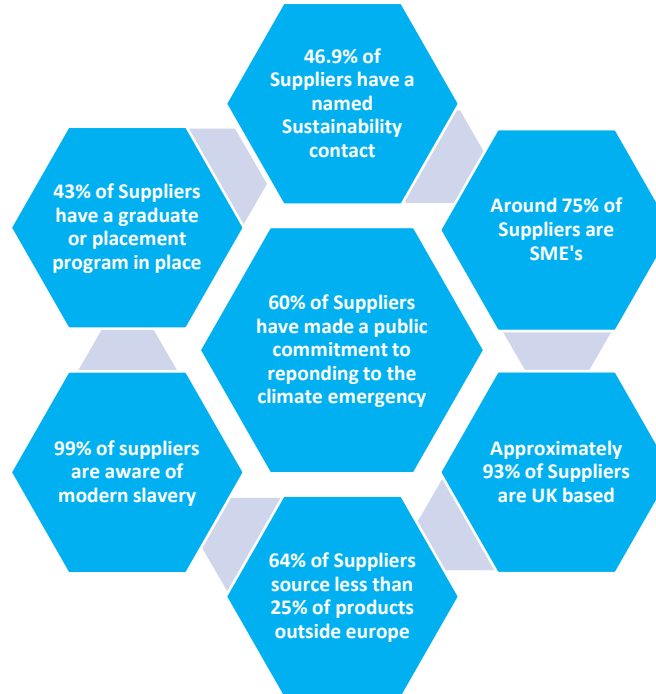 46.9% of
Suppliers have a
named
Sustainability
contact
43% of Suppliers
have a graduate
or placement
program in place
Around 75% of
Suppliers are
SME's
60% of Suppliers
have made a public
commitment to
reponding to the
climate emergency
99% of suppliers
are aware of
modern slavery
Approximately
93% of Suppliers
are UK based
64% of Suppliers
source less than
25% of products
outside europe